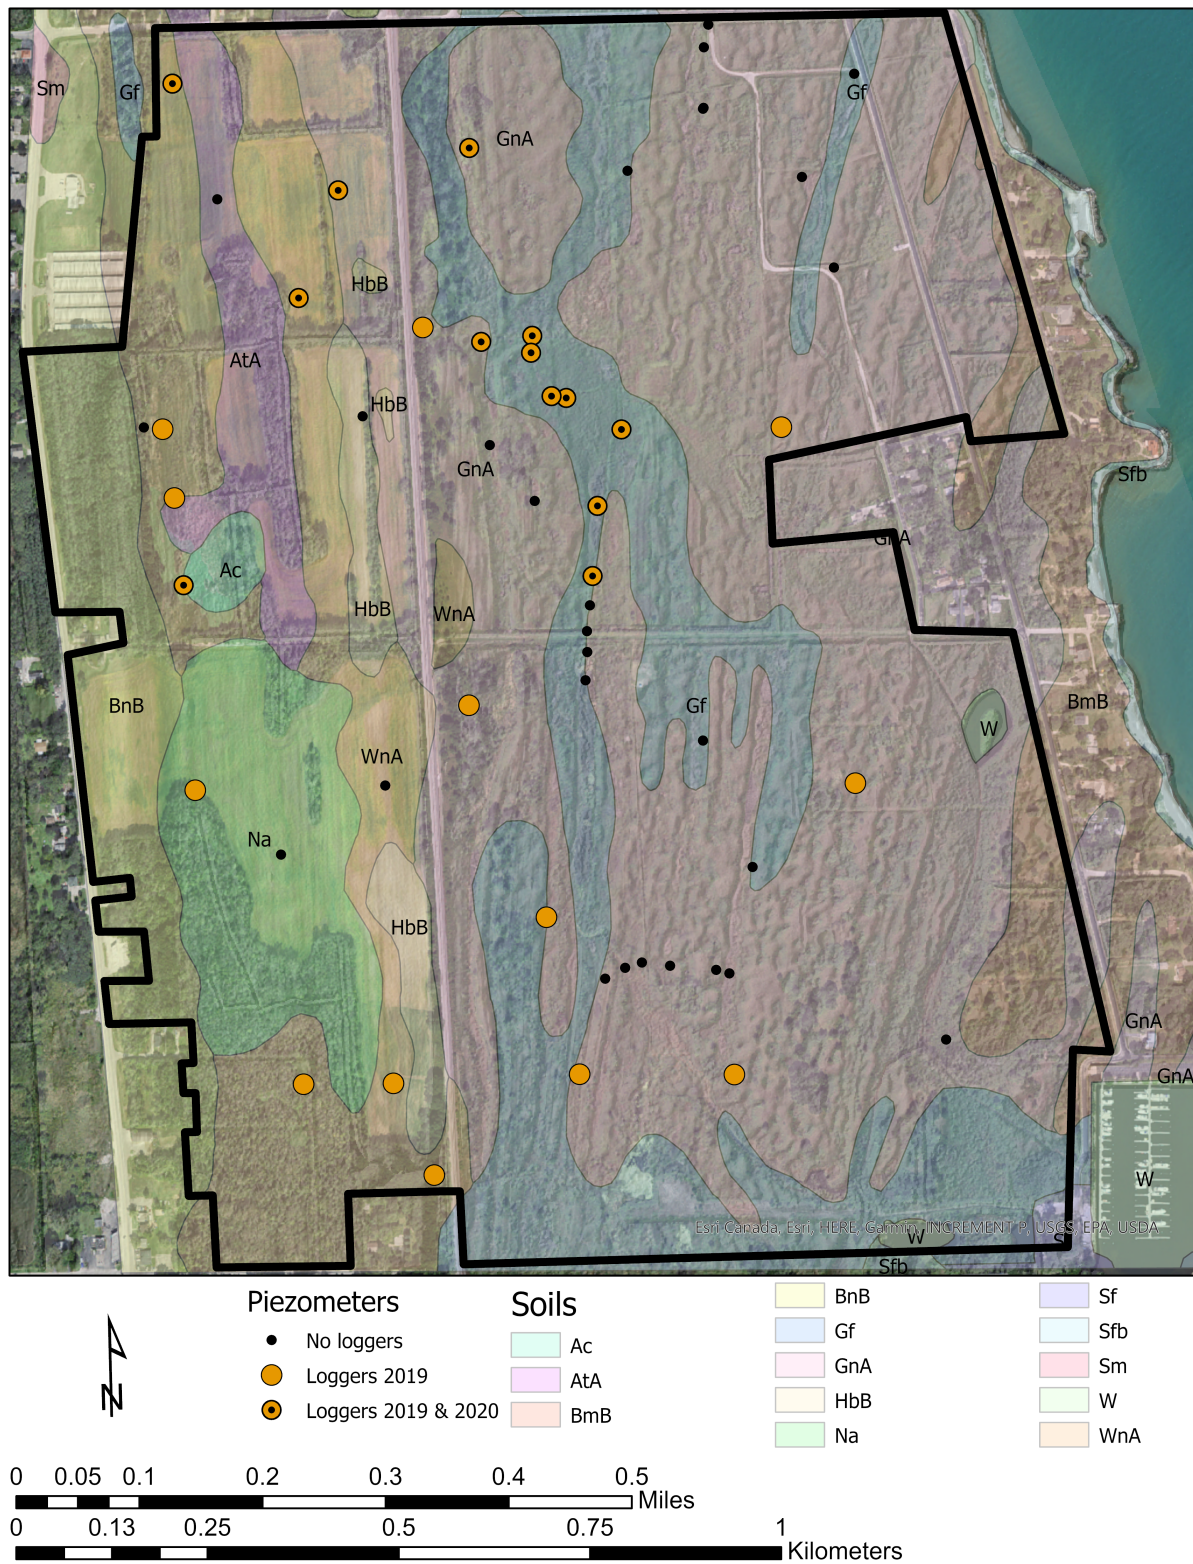 Sm
Gf
Gf
GnA
HbB
AtA
HbB
GnA
Sfb
GnA
Ac
HbB
WnA
BnB
Gf
BmB
W
WnA
Na
HbB
GnA
GnA
W
Esri Canada, Esri, HERE, Garmin, INCREMENT P, USGS, EPA, USDA
W
Sf
Sfb
Piezometers
No loggers
Loggers 2019
Loggers 2019 & 2020
N
Soils
Ac
AtA
BmB
BnB
Gf
GnA
HbB
Na
Sf
Sfb
Sm
W
WnA
0 0.05 0.1 0.2 0.3 0.4 0.5
Miles
0 0.13 0.25 0.5 0.75 1
Kilometers